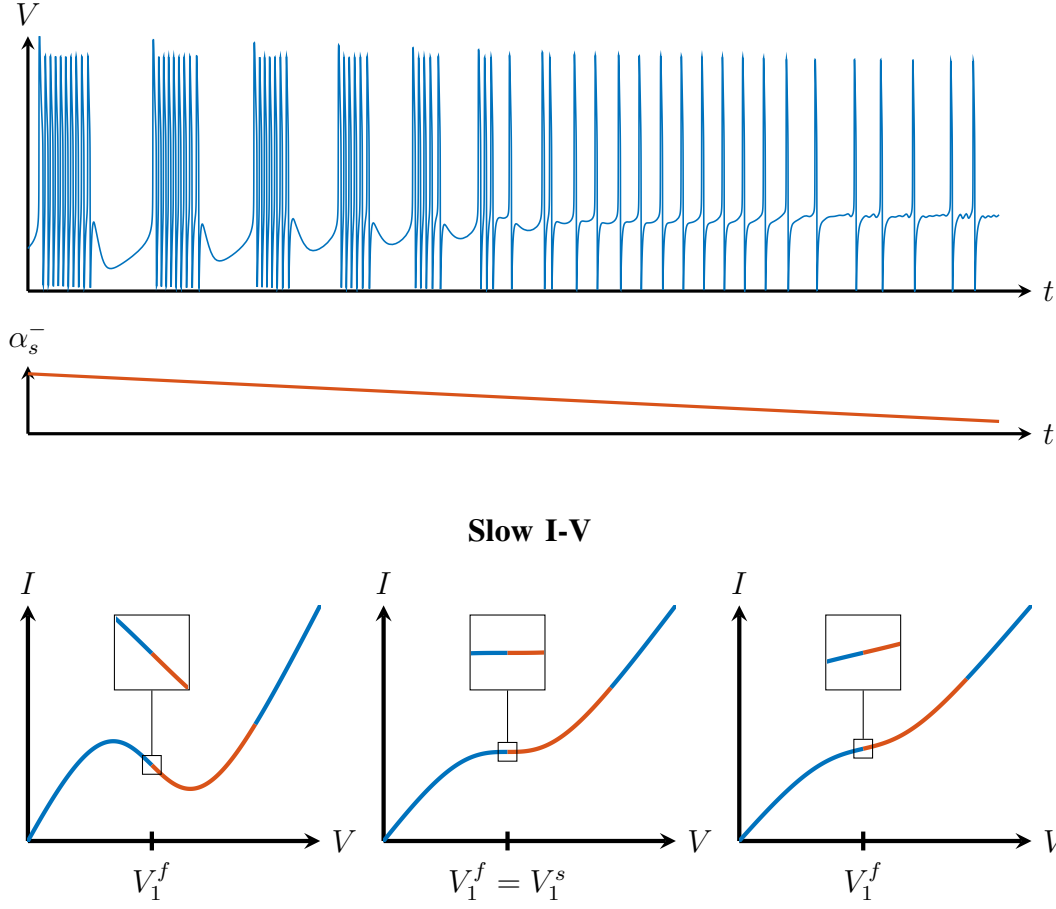 V
t
α_s^-
t
Slow I-V
I I I
V V V
V_1^f V_1^f = V_1^s V_1^f